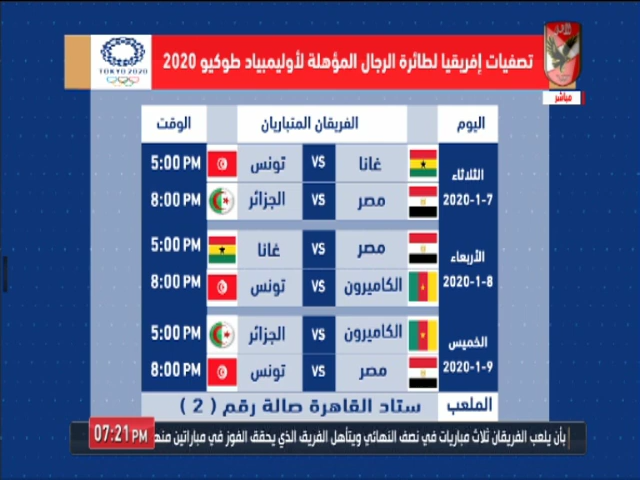 تصفيات إفريقيا لطائرة الرجال المؤهلة لأوليمبياد طوكيو 2020
TOKYO 2020
مباشر
اليوم الفريقان المتباريان الوقت
الثلاثاء
7-1-2020
غانا VS تونس 5:00 PM
مصر VS الجزائر 8:00 PM
الأربعاء
8-1-2020
مصر VS غانا 5:00 PM
الكاميرون VS تونس 8:00 PM
الخميس
9-1-2020
الكاميرون VS الجزائر 5:00 PM
مصر VS تونس 8:00 PM
الملعب ستاد القاهرة صالة رقم ( 2 )
بأن يلعب الفريقان ثلاث مباريات في نصف النهائي ويتأهل الفريق الذي يحقق الفوز في مباراتين منه
07:21 PM